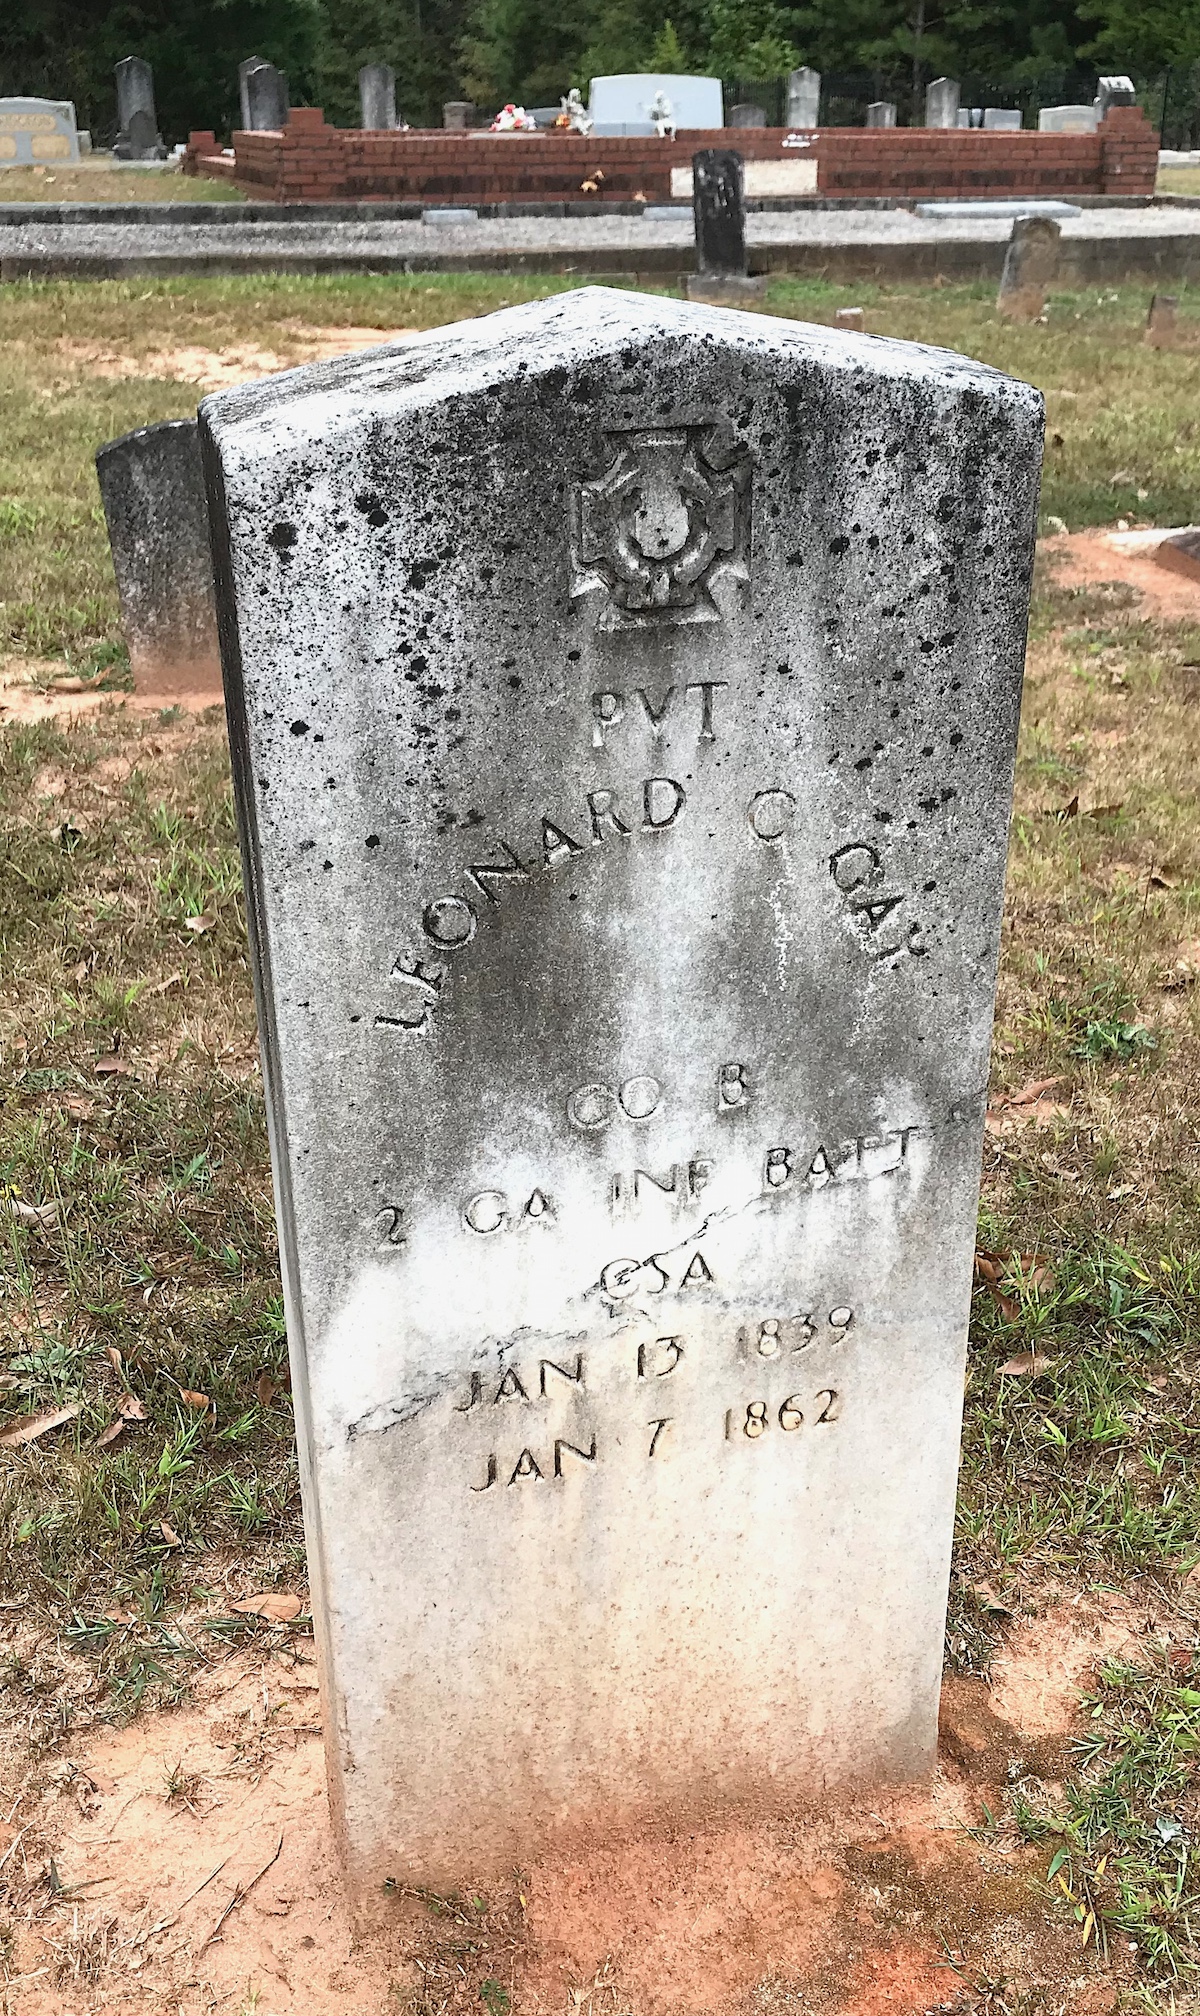 PVT
LEONARD C GAY
CO B
2 GA INF BATT
CSA
JAN 13 1839
JAN 7 1862